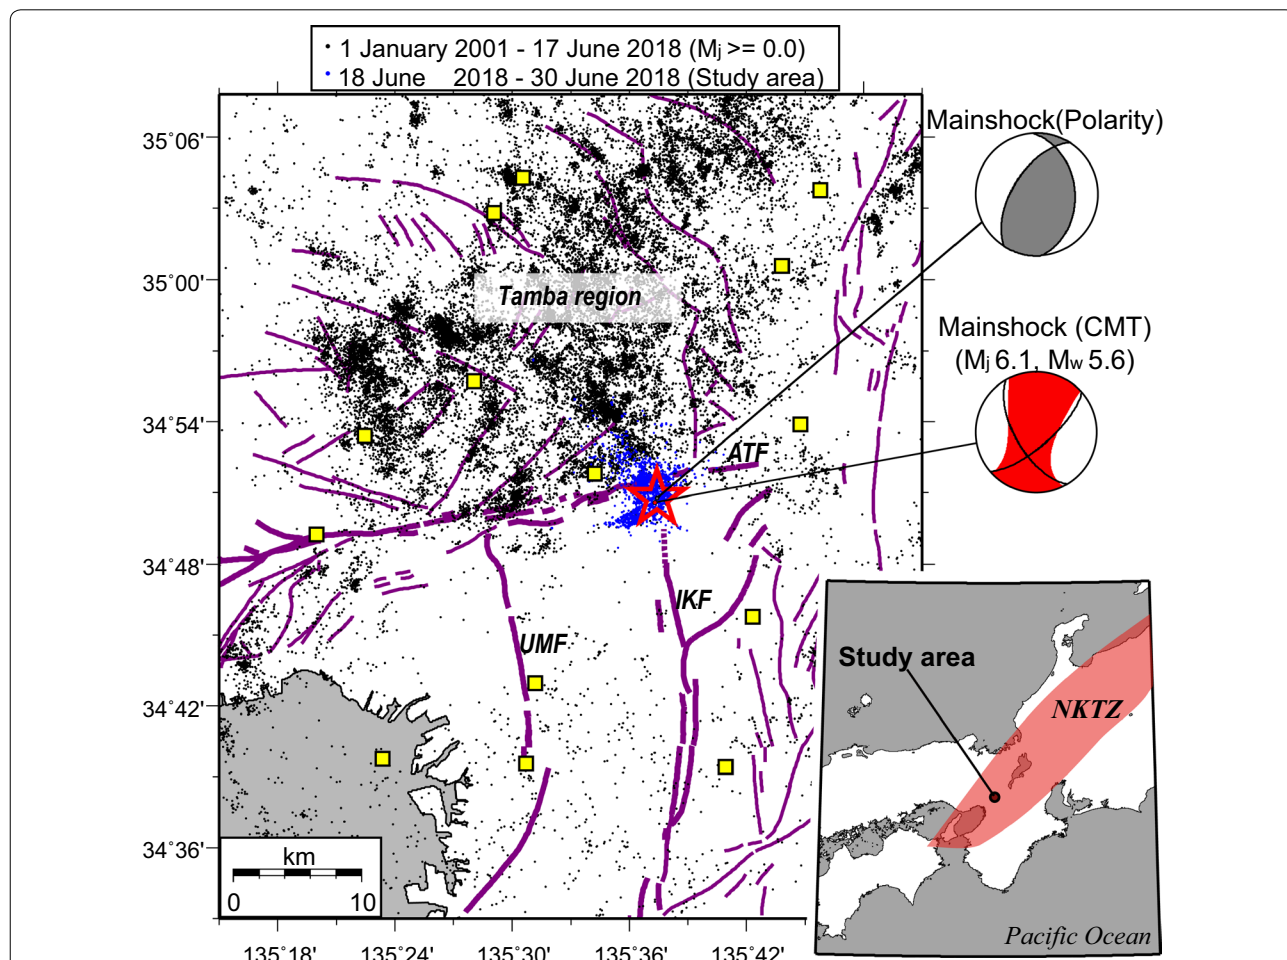 1 January 2001 - 17 June 2018 (Mj >= 0.0)
18 June 2018 - 30 June 2018 (Study area)
Mainshock(Polarity)
Mainshock (CMT)
(Mj 6.1, Mw 5.6)
35°06'
35°00'
34°54'
34°48'
34°42'
34°36'
Tamba region
ATF
IKF
UMF
km
0 10
135°18' 135°24' 135°30' 135°36' 135°42'
Study area
NKTZ
Pacific Ocean